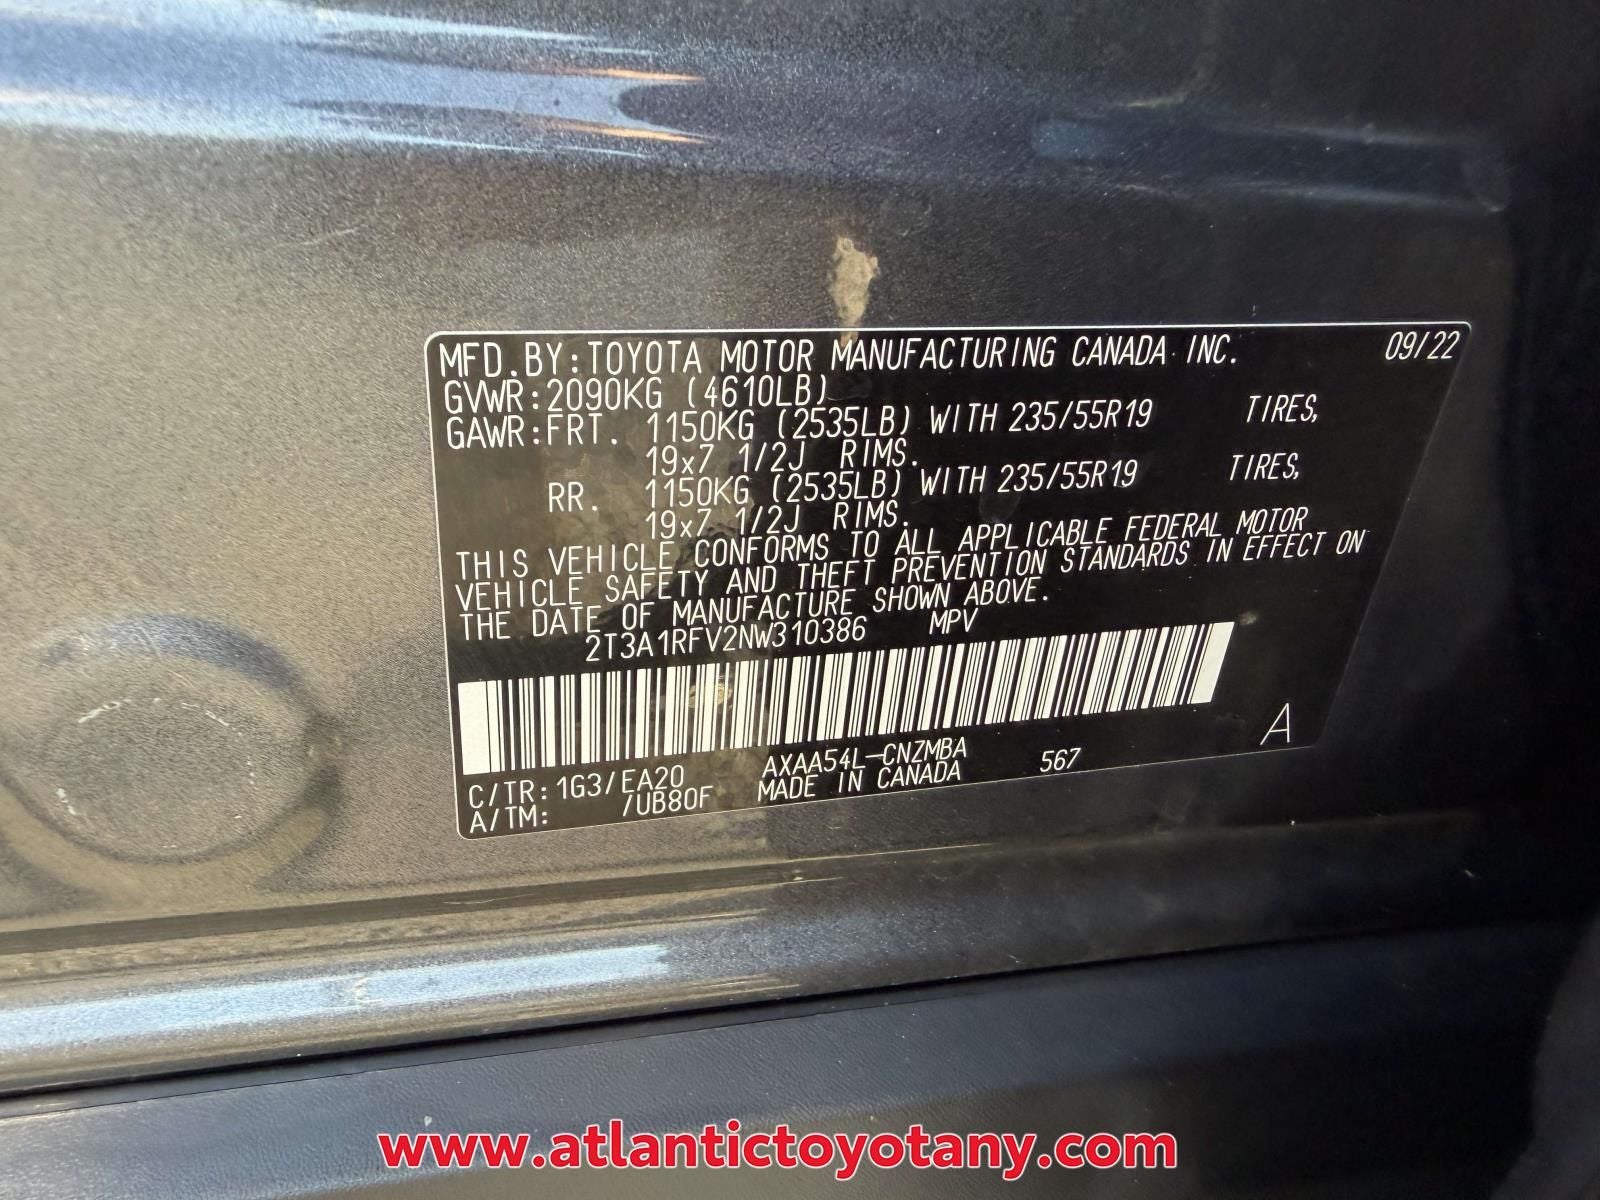 MFD.BY:TOYOTA MOTOR MANUFACTURING CANADA INC. 09/22
GVWR:2090KG (4610LB)
GAWR:FRT. 1150KG (2535LB) WITH 235/55R19 TIRES,
19x7 1/2J RIMS.
RR. 1150KG (2535LB) WITH 235/55R19 TIRES,
19x7 1/2J RIMS.
THIS VEHICLE CONFORMS TO ALL APPLICABLE FEDERAL MOTOR
VEHICLE SAFETY AND THEFT PREVENTION STANDARDS IN EFFECT ON
THE DATE OF MANUFACTURE SHOWN ABOVE.
2T3A1RFV2NW310386 MPV
A
C/TR:1G3/EA20 AXAA54L-CNZMBA 567
A/TM: /UB80F MADE IN CANADA
www.atlantictoyotany.com